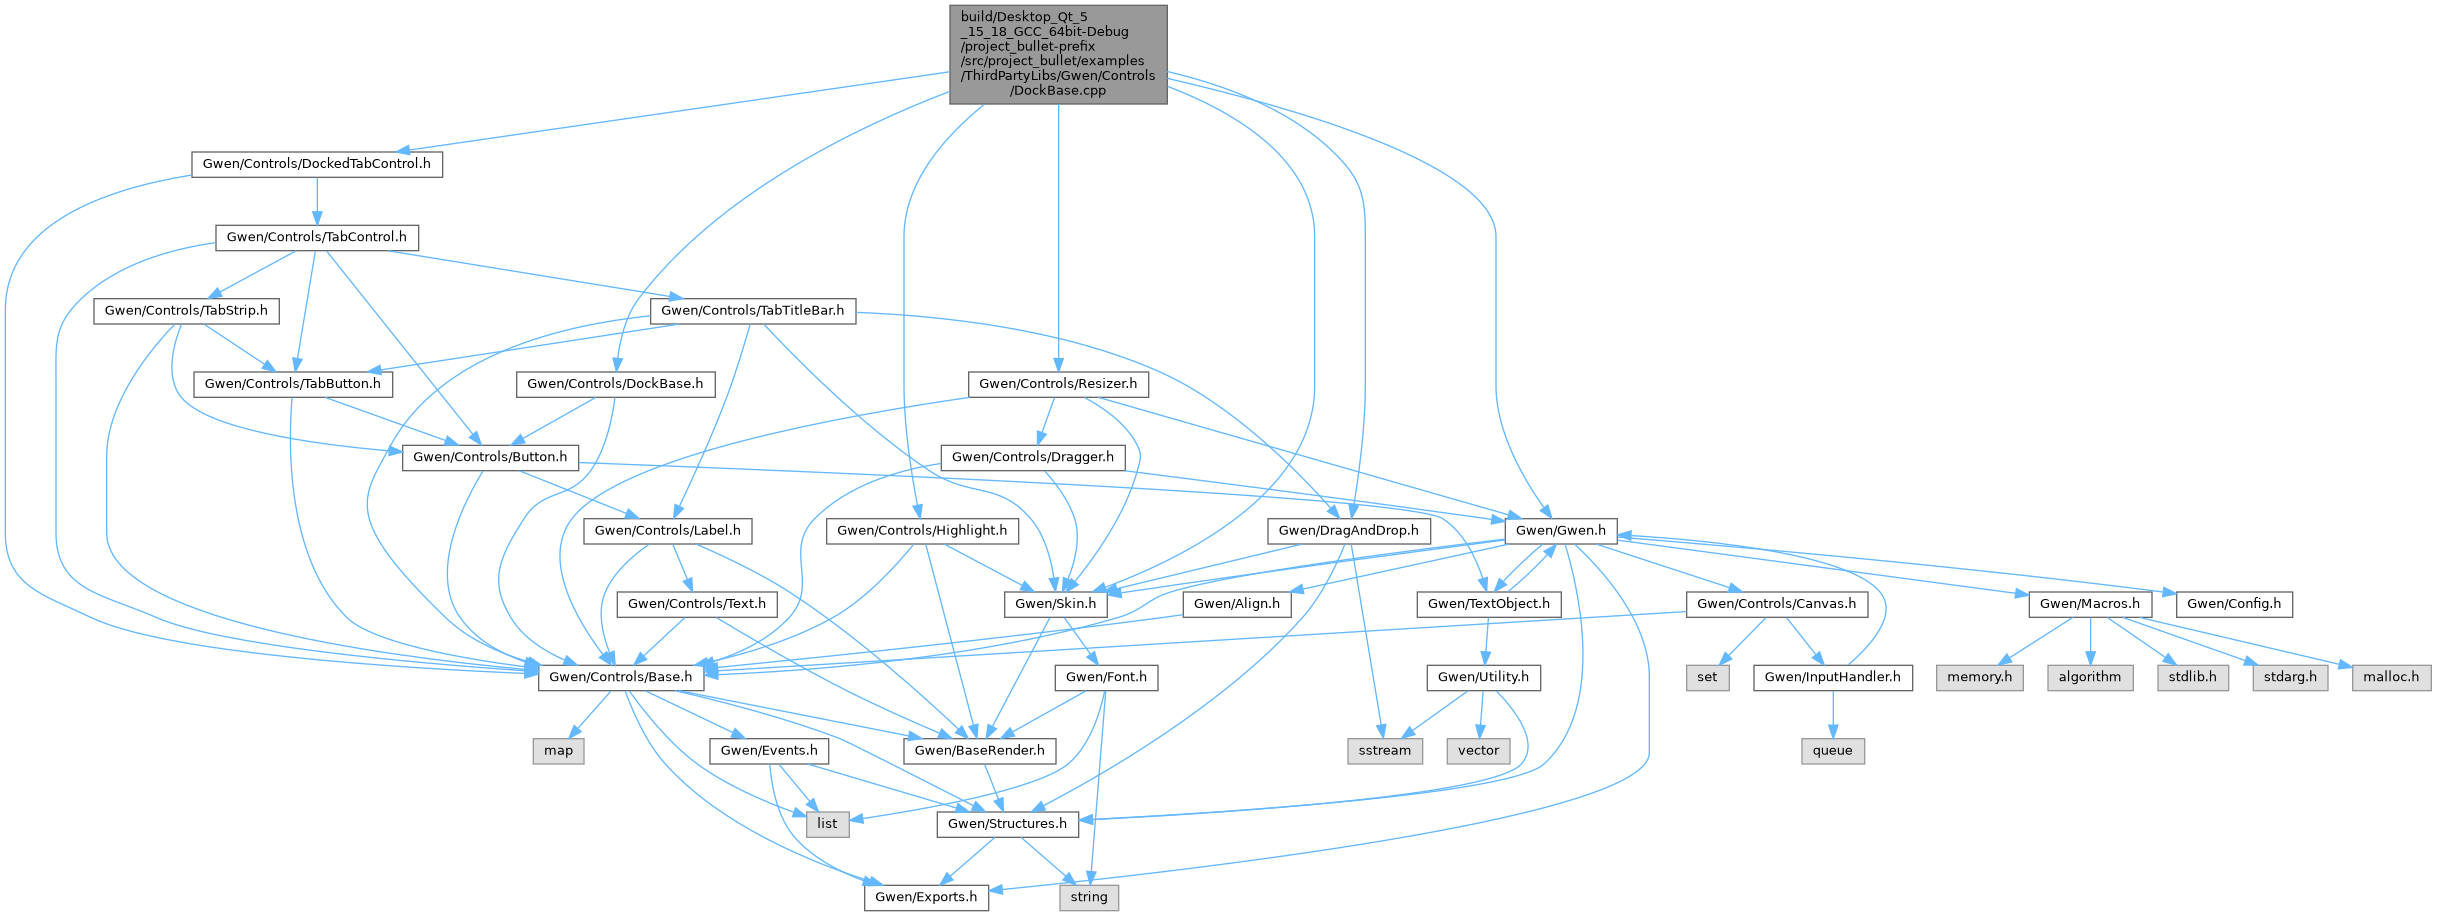 build/Desktop_Qt_5
_15_18_GCC_64bit-Debug
/project_bullet-prefix
/src/project_bullet/examples
/ThirdPartyLibs/Gwen/Controls
/DockBase.cpp
Gwen/Controls/DockedTabControl.h
Gwen/Controls/TabControl.h
Gwen/Controls/TabStrip.h
Gwen/Controls/TabTitleBar.h
Gwen/Controls/TabButton.h
Gwen/Controls/DockBase.h
Gwen/Controls/Resizer.h
Gwen/Controls/Button.h
Gwen/Controls/Dragger.h
Gwen/Controls/Label.h
Gwen/Controls/Highlight.h
Gwen/DragAndDrop.h
Gwen/Gwen.h
Gwen/Controls/Text.h
Gwen/Skin.h
Gwen/Align.h
Gwen/TextObject.h
Gwen/Controls/Canvas.h
Gwen/Macros.h
Gwen/Config.h
Gwen/Controls/Base.h
Gwen/Font.h
Gwen/Utility.h
set
Gwen/InputHandler.h
memory.h
algorithm
stdlib.h
stdarg.h
malloc.h
map
Gwen/Events.h
Gwen/BaseRender.h
sstream
vector
queue
list
Gwen/Structures.h
Gwen/Exports.h
string